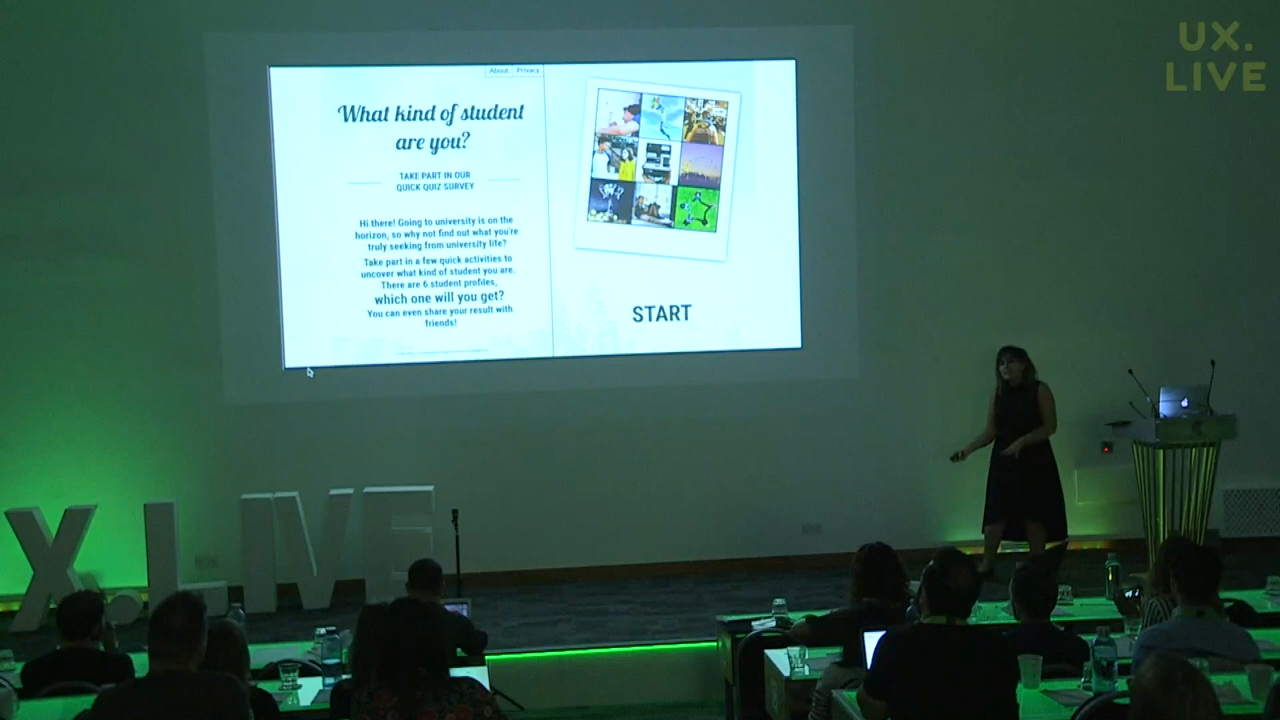 UX.
LIVE
About
Privacy
What kind of student
are you?
TAKE PART IN OUR
QUICK QUIZ SURVEY
Hi there! Going to university is on the
horizon, so why not find out what you're
truly seeking from university life?
Take part in a few quick activities to
uncover what kind of student you are.
There are 6 student profiles,
which one will you get?
You can even share your result with
friends!
START
X.LIVE